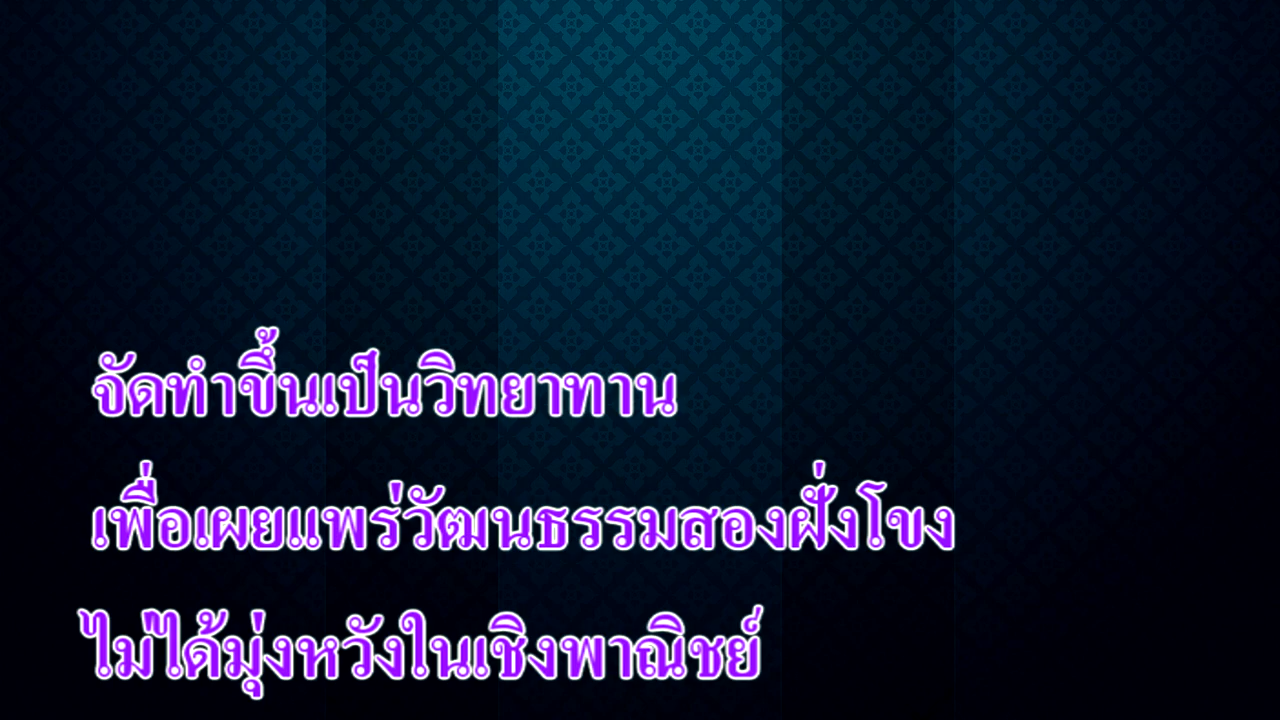 จัดทำขึ้นเป็นวิทยาทาน
เพื่อเผยแพร่วัฒนธรรมสองฝั่งโขง
ไม่ได้มุ่งหวังในเชิงพาณิชย์